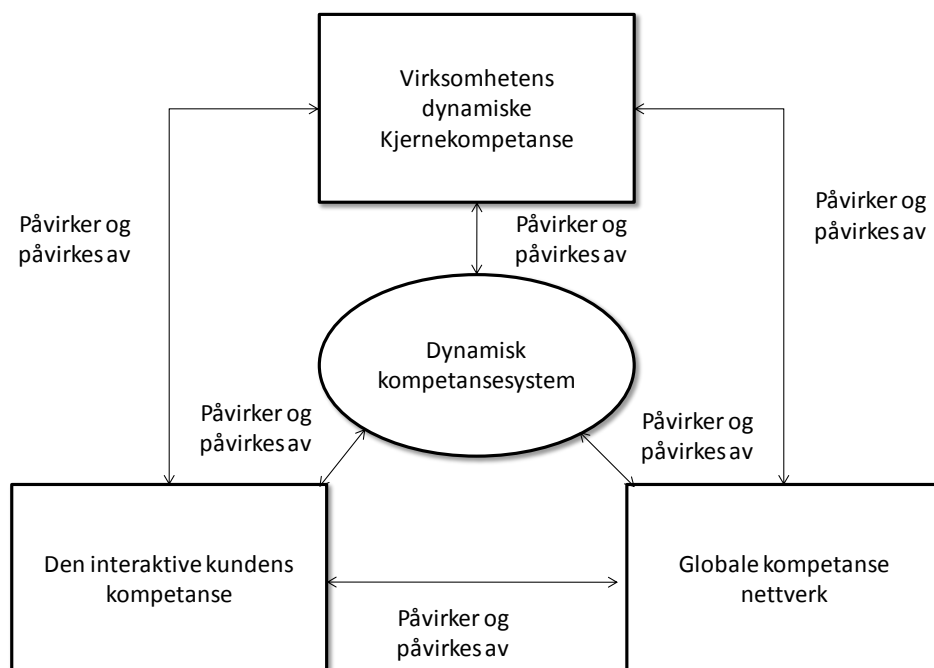 Virksomhetens
dynamiske
Kjernekompetanse
Påvirker og
påvirkes av
Påvirker og
påvirkes av
Påvirker og
påvirkes av
Dynamisk
kompetansesystem
Påvirker og
påvirkes av
Påvirker og
påvirkes av
Den interaktive kundens
kompetanse
Globale kompetanse
nettverk
Påvirker og
påvirkes av